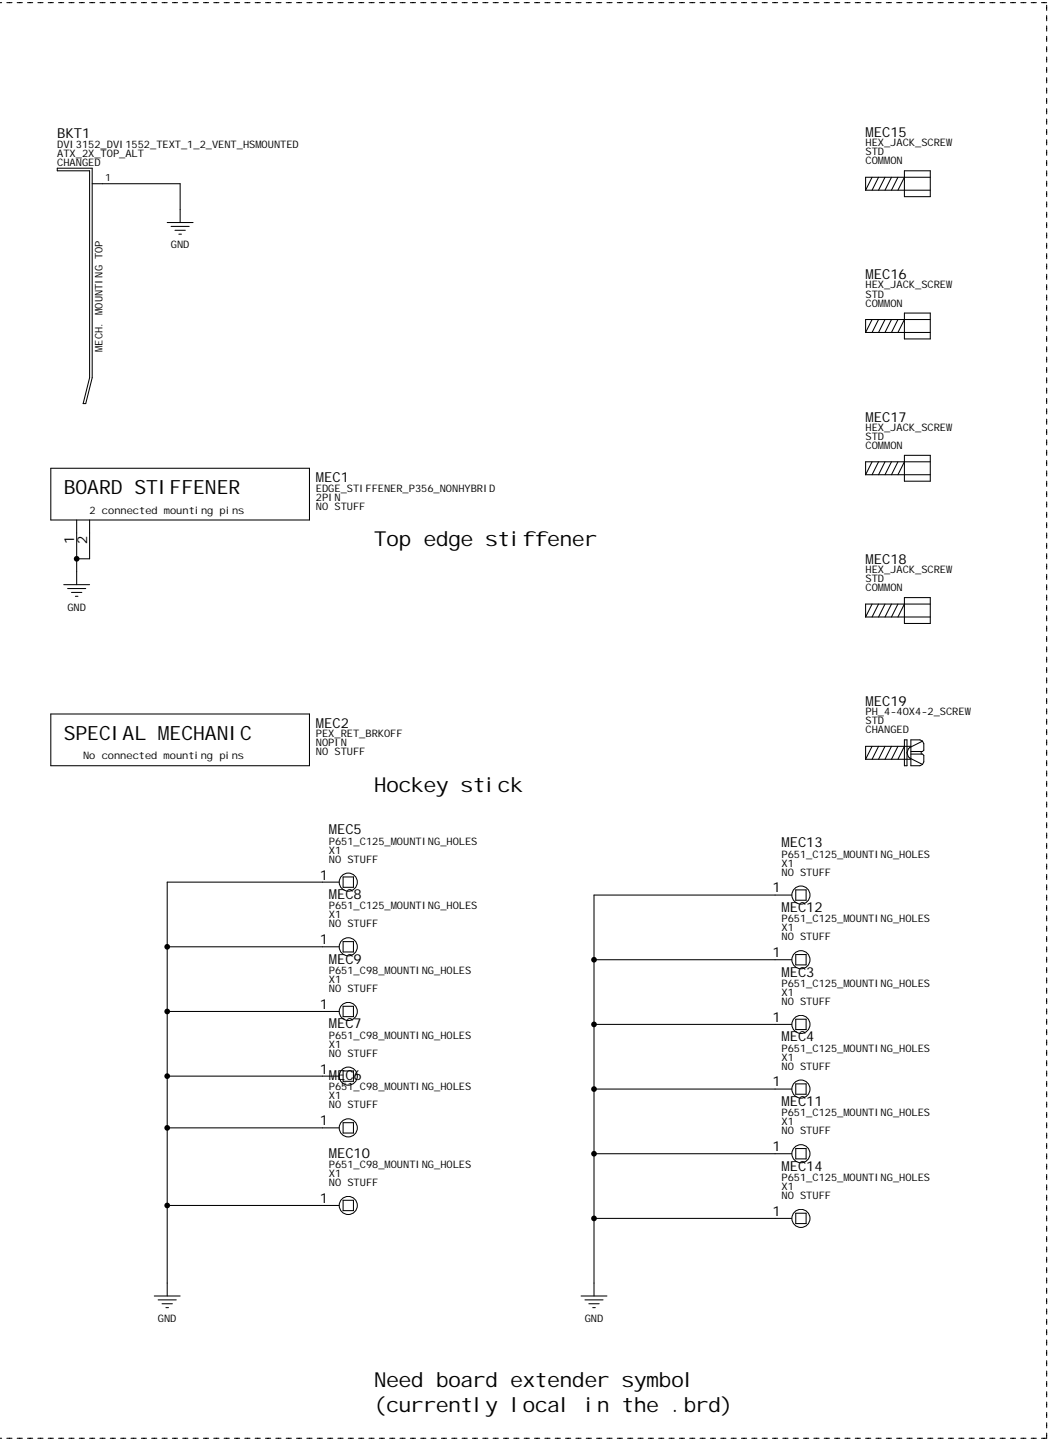 BKT1
DVI3152_DVI1552_TEXT_1_2_VENT_HSMOUNTED
ATX_2X_TOP_ALT
CHANGED
1
GND
MECH. MOUNTING TOP
BOARD STIFFENER
2 connected mounting pins
MEC1
EDGE_STIFFENER_P356_NONHYBRID
2PIN
NO STUFF
1
2
GND
Top edge stiffener
SPECIAL MECHANIC
No connected mounting pins
MEC2
PEX_RET_BRKOFF
NOPIN
NO STUFF
Hockey stick
MEC15
HEX_JACK_SCREW
STD
COMMON
MEC16
HEX_JACK_SCREW
STD
COMMON
MEC17
HEX_JACK_SCREW
STD
COMMON
MEC18
HEX_JACK_SCREW
STD
COMMON
MEC19
PH_4-40X4-2_SCREW
STD
CHANGED
MEC5
P651_C125_MOUNTING_HOLES
X1
NO STUFF
1
MEC8
P651_C125_MOUNTING_HOLES
X1
NO STUFF
1
MEC9
P651_C98_MOUNTING_HOLES
X1
NO STUFF
1
MEC7
P651_C98_MOUNTING_HOLES
X1
NO STUFF
1
MEC6
P651_C98_MOUNTING_HOLES
X1
NO STUFF
1
MEC10
P651_C98_MOUNTING_HOLES
X1
NO STUFF
1
GND
MEC13
P651_C125_MOUNTING_HOLES
X1
NO STUFF
1
MEC12
P651_C125_MOUNTING_HOLES
X1
NO STUFF
1
MEC3
P651_C125_MOUNTING_HOLES
X1
NO STUFF
1
MEC4
P651_C125_MOUNTING_HOLES
X1
NO STUFF
1
MEC11
P651_C125_MOUNTING_HOLES
X1
NO STUFF
1
MEC14
P651_C125_MOUNTING_HOLES
X1
NO STUFF
1
GND
Need board extender symbol
(currently local in the .brd)